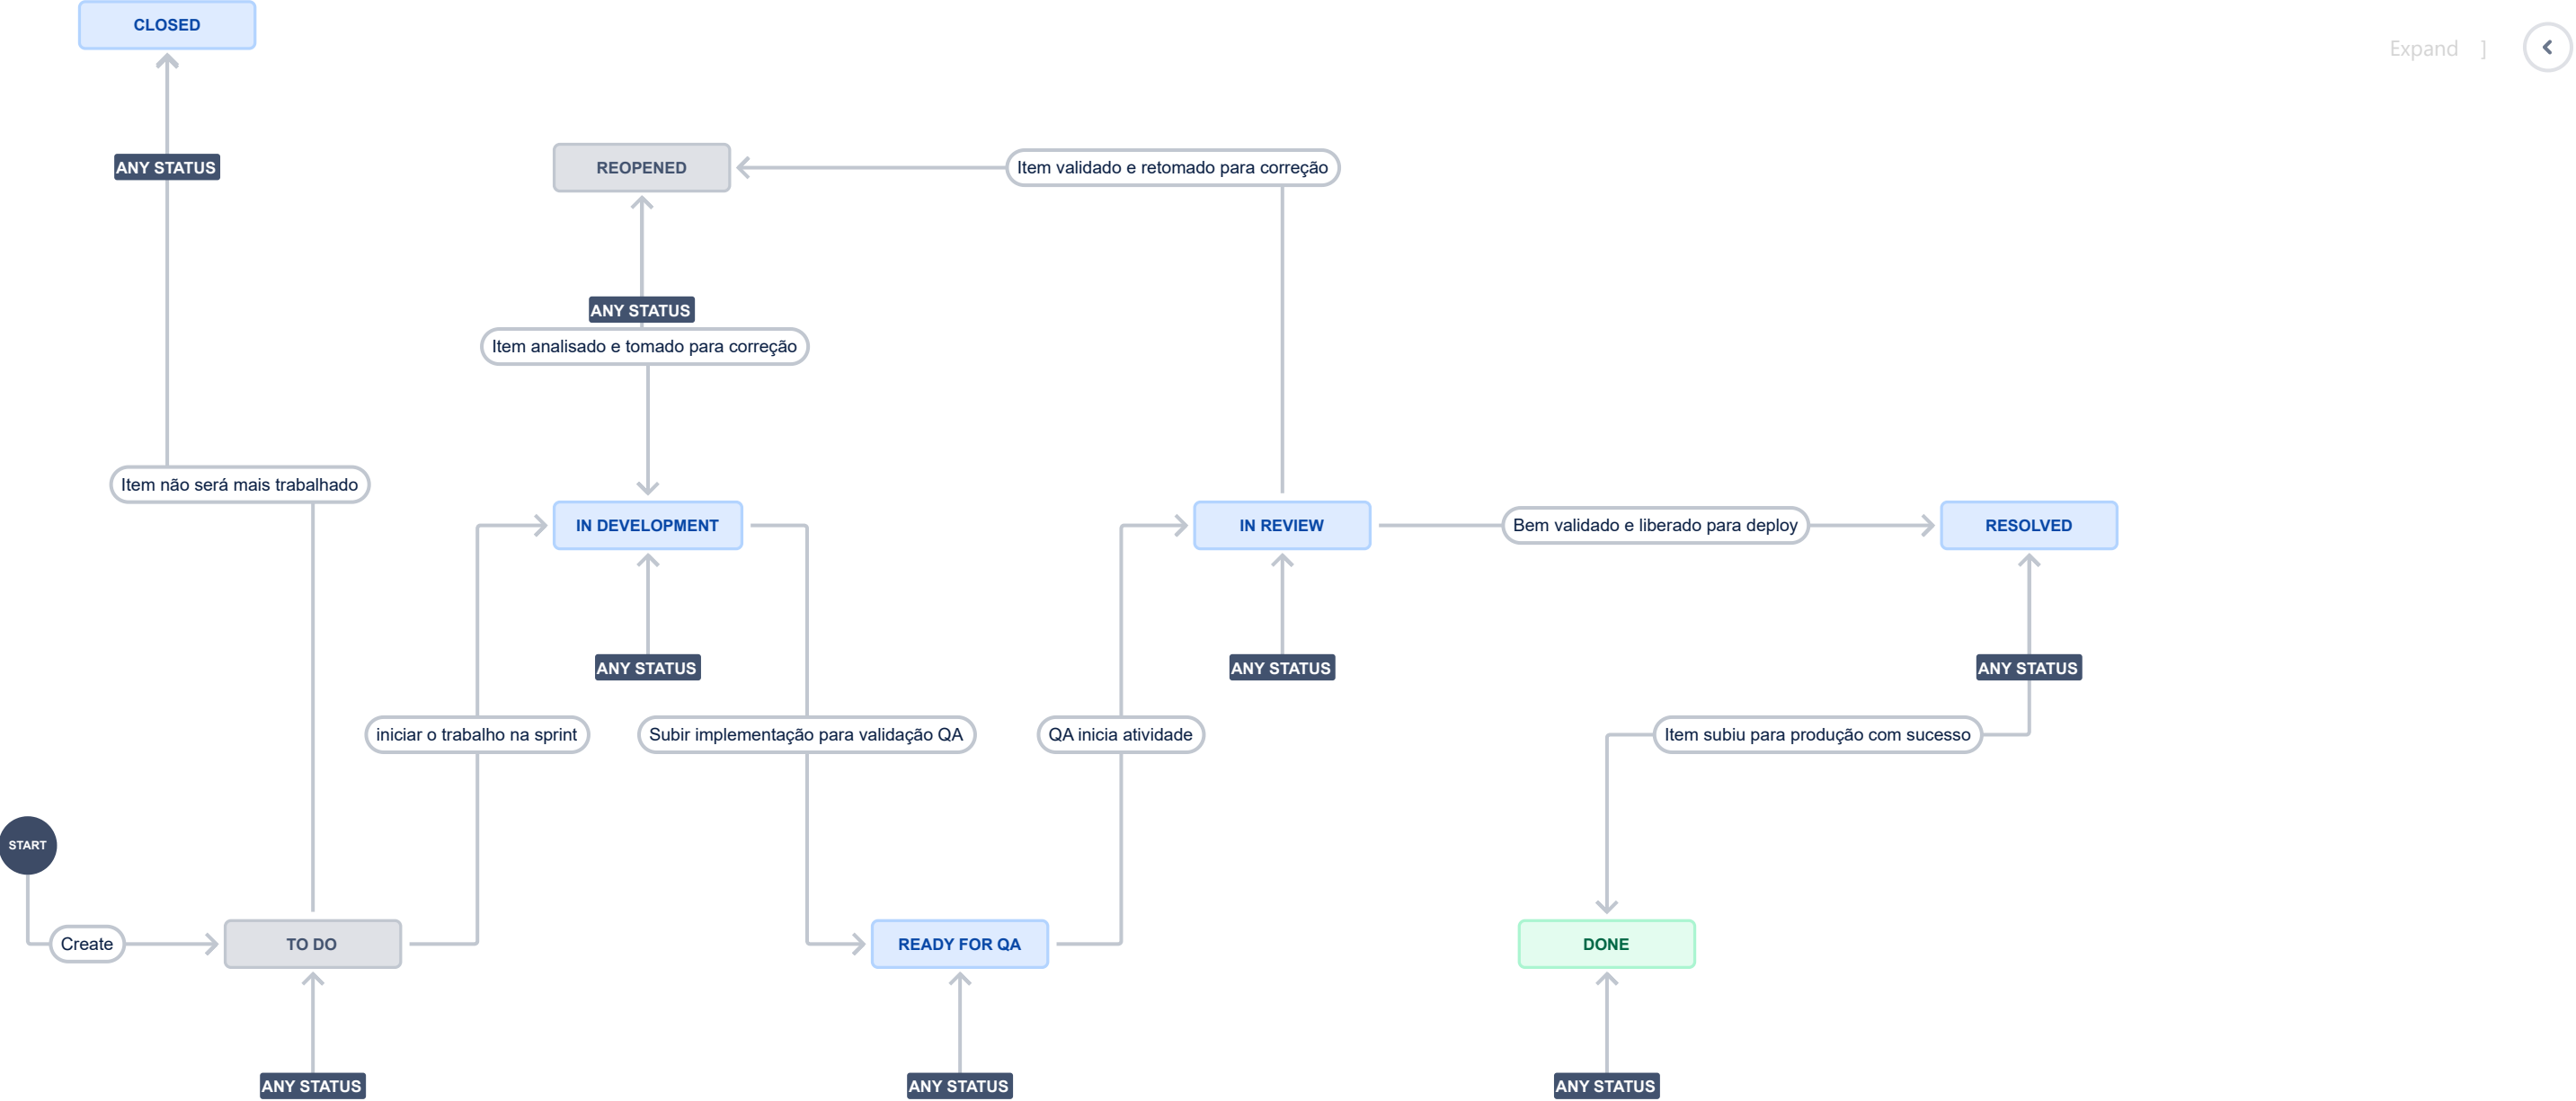 CLOSED
Expand ]
ANY STATUS
REOPENED
Item validado e retomado para correção
ANY STATUS
Item analisado e tomado para correção
Item não será mais trabalhado
IN DEVELOPMENT
IN REVIEW
Bem validado e liberado para deploy
RESOLVED
ANY STATUS
ANY STATUS
ANY STATUS
iniciar o trabalho na sprint
Subir implementação para validação QA
QA inicia atividade
Item subiu para produção com sucesso
START
Create
TO DO
READY FOR QA
DONE
ANY STATUS
ANY STATUS
ANY STATUS